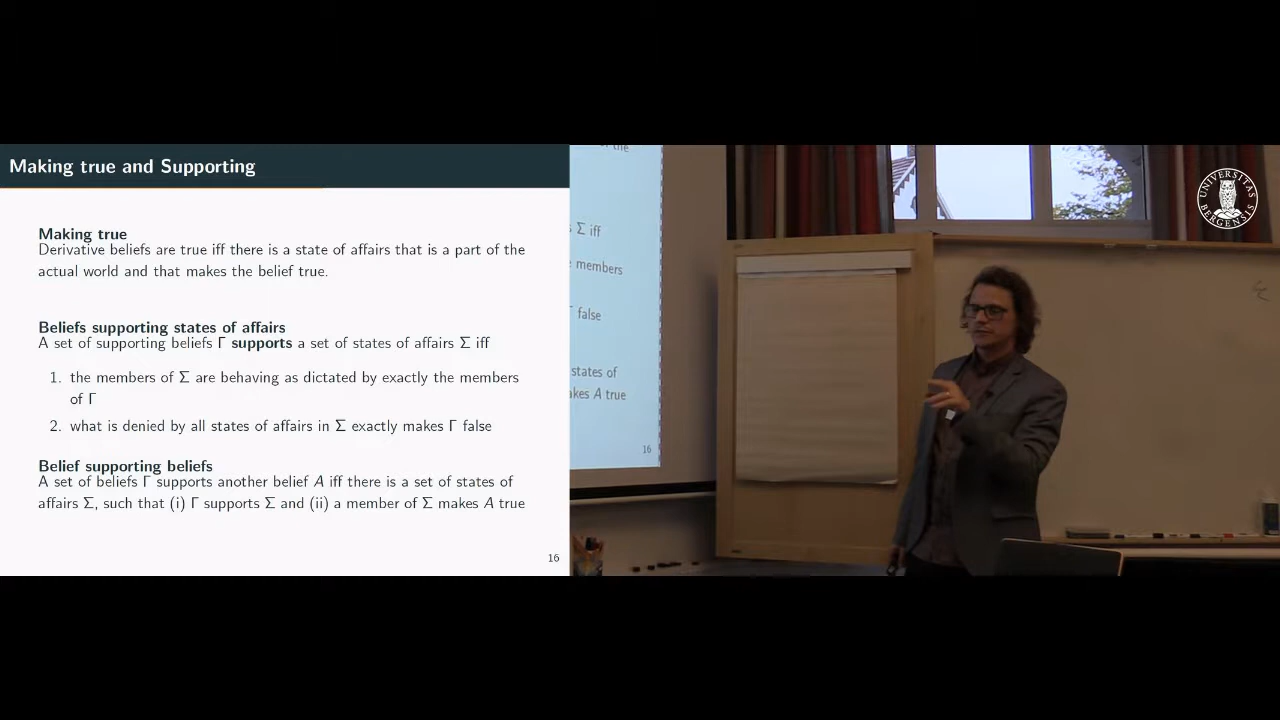 Making true and Supporting
Making true
Derivative beliefs are true iff there is a state of affairs that is a part of the
actual world and that makes the belief true.
Beliefs supporting states of affairs
A set of supporting beliefs Γ supports a set of states of affairs Σ iff
1. the members of Σ are behaving as dictated by exactly the members
of Γ
2. what is denied by all states of affairs in Σ exactly makes Γ false
Belief supporting beliefs
A set of beliefs Γ supports another belief A iff there is a set of states of
affairs Σ, such that (i) Γ supports Σ and (ii) a member of Σ makes A true
16
Σ iff
members
false
states of
makes A true
16
UNIVERSITAS
BERGENSIS